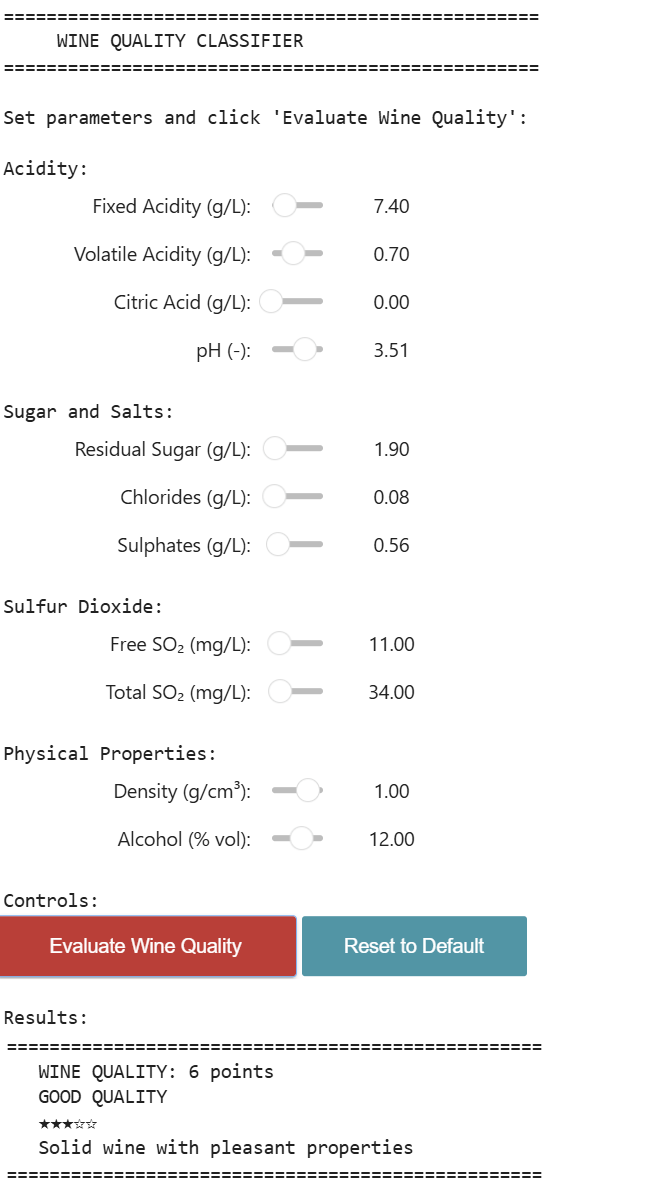 ==================================================
WINE QUALITY CLASSIFIER
==================================================
Set parameters and click 'Evaluate Wine Quality':
Acidity:
Fixed Acidity (g/L): 7.40
Volatile Acidity (g/L): 0.70
Citric Acid (g/L): 0.00
pH (-): 3.51
Sugar and Salts:
Residual Sugar (g/L): 1.90
Chlorides (g/L): 0.08
Sulphates (g/L): 0.56
Sulfur Dioxide:
Free SO₂ (mg/L): 11.00
Total SO₂ (mg/L): 34.00
Physical Properties:
Density (g/cm³): 1.00
Alcohol (% vol): 12.00
Controls:
Evaluate Wine Quality Reset to Default
Results:
==================================================
WINE QUALITY: 6 points
GOOD QUALITY
★★★☆☆
Solid wine with pleasant properties
==================================================